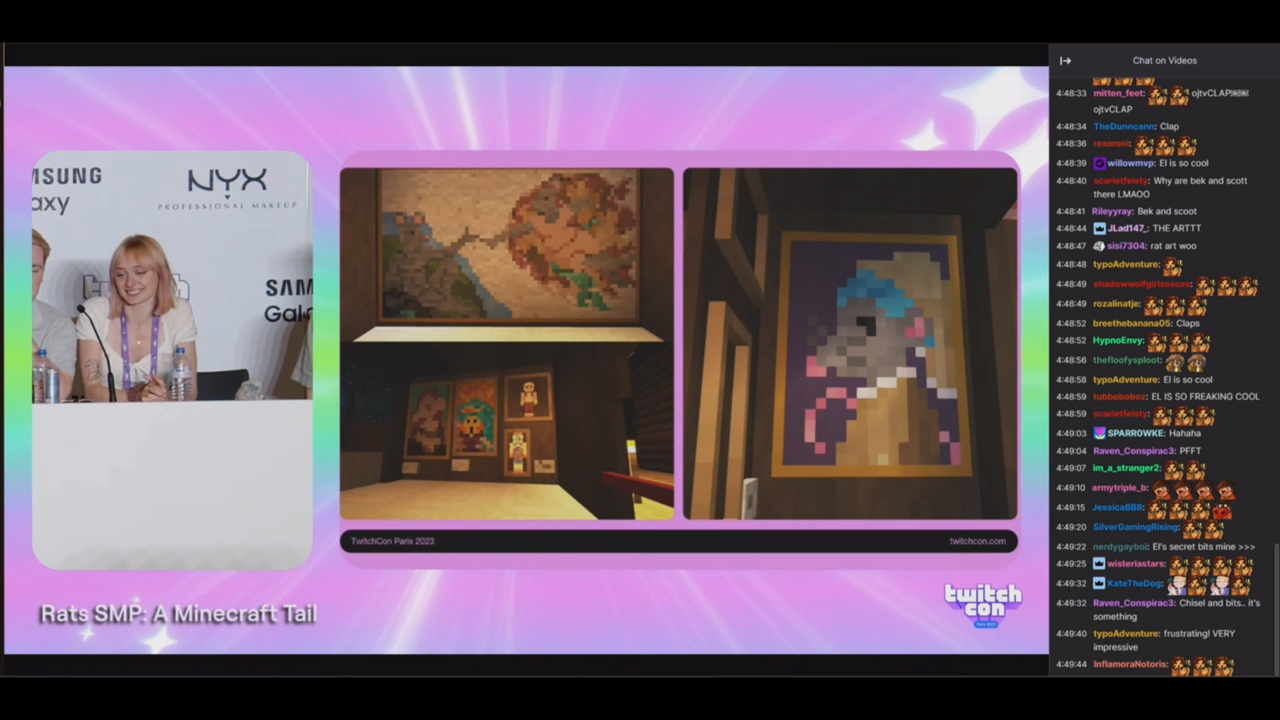 Chat on Videos
4:48:33 mitten_feet: ojtvCLAP
ojtvCLAP
4:48:34 TheDunncann: Clap
4:48:36 rexoroni:
4:48:39 willowmvp: El is so cool
4:48:40 scarletfeisty: Why are bek and scott
there LMAOO
4:48:41 Rileyyray: Bek and scoot
4:48:44 JLad147_: THE ARTTT
4:48:47 sisi7304: rat art woo
4:48:48 typoAdventure:
4:48:49 shadowwolfgirlxoxoxo:
4:48:49 rozalinatje:
4:48:52 breethebanana05: Claps
4:48:52 HypnoEnvy:
4:48:56 thefloofysploot:
4:48:58 typoAdventure: El is so cool
4:48:59 tubboboboz: EL IS SO FREAKING COOL
4:48:59 scarletfeisty:
4:49:03 SPARR0WKE: Hahaha
4:49:04 Raven_Conspirac3: PFFT
4:49:07 im_a_stranger2:
4:49:10 armytriple_b:
4:49:15 JessicaBB8:
4:49:20 SilverGamingRising:
4:49:22 nerdygayboi: El's secret bits mine >>>
4:49:25 wisteriastars:
4:49:32 KateTheDog:
4:49:32 Raven_Conspirac3: Chisel and bits.. it's
something
4:49:40 typoAdventure: frustrating! VERY
impressive
4:49:44 InflamoraNotoris:
MSUNG
axy
NYX
PROFESSIONAL MAKEUP
SAM
Gala
TwitchCon Paris 2023
twitchcon.com
Rats SMP: A Minecraft Tail
twitch
con